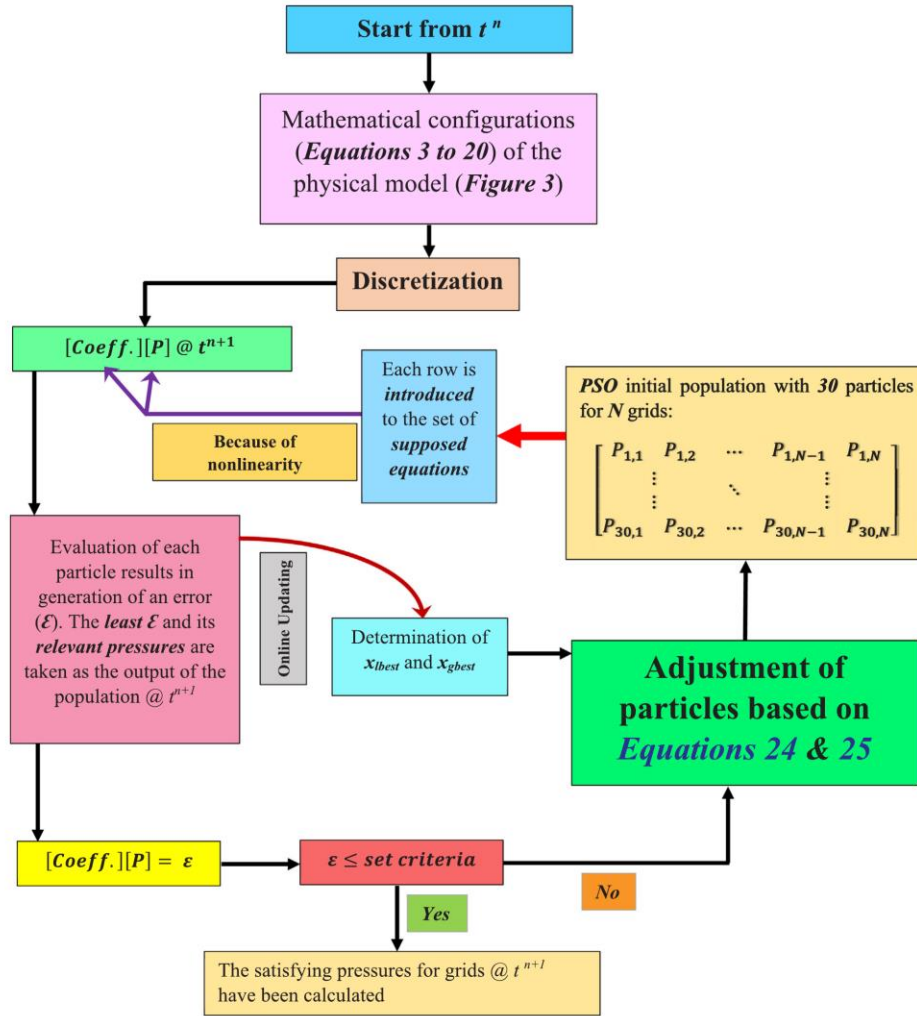 Start from t ⁿ
Mathematical configurations
(Equations 3 to 20) of the
physical model (Figure 3)
Discretization
[Coeff.][P] @ tⁿ⁺¹
Each row is
introduced
to the set of
supposed
equations
Because of
nonlinearity
PSO initial population with 30 particles
for N grids:
[P₁,₁ P₁,₂ ⋯ P₁,N₋₁ P₁,N
⋮ ⋱ ⋮
⋮ ⋮
P₃₀,₁ P₃₀,₂ ⋯ P₃₀,N₋₁ P₃₀,N]
Evaluation of each
particle results in
generation of an error
(Ɛ). The least Ɛ and its
relevant pressures are
taken as the output of the
population @ tⁿ⁺¹
Online Updating
Determination of
xlbest and xgbest
Adjustment of
particles based on
Equations 24 & 25
[Coeff.][P] = ε
ε ≤ set criteria
Yes
No
The satisfying pressures for grids @ t ⁿ⁺¹
have been calculated